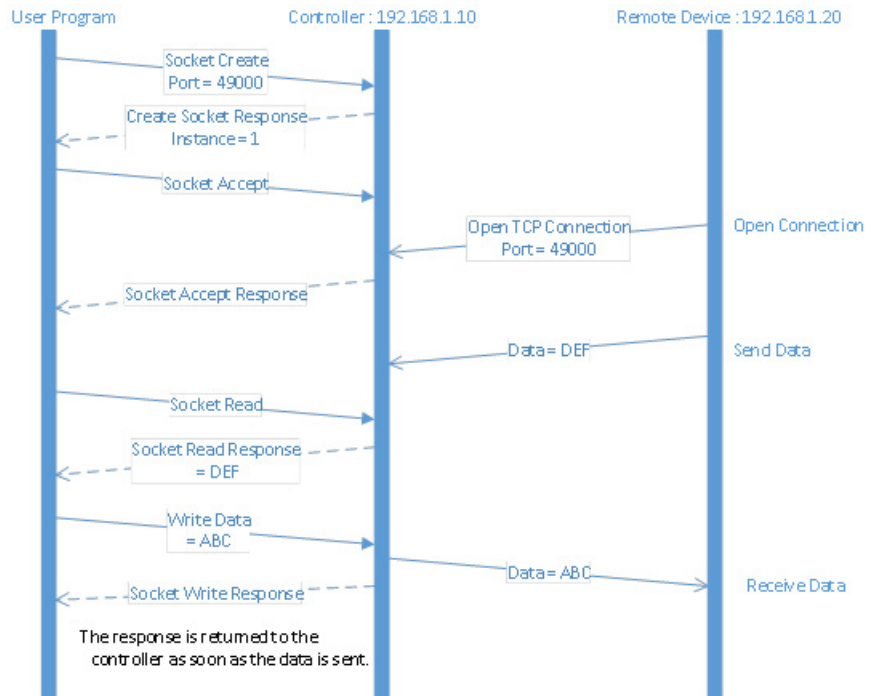 User Program
Controller : 192.168.1.10
Remote Device : 192.168.1.20
Socket Create
Port = 49000
Create Socket Response
Instance = 1
Socket Accept
Open TCP Connection
Port = 49000
Open Connection
Socket Accept Response
Data = DEF
Send Data
Socket Read
Socket Read Response
= DEF
Write Data
= ABC
Data = ABC
Receive Data
Socket Write Response
The response is returned to the
controller as soon as the data is sent.